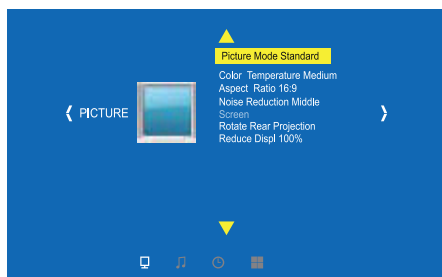 Picture Mode Standard
Color Temperature Medium
Aspect Ratio 16:9
Noise Reduction Middle
PICTURE
Screen
Rotate Rear Projection
Reduce Displ 100%